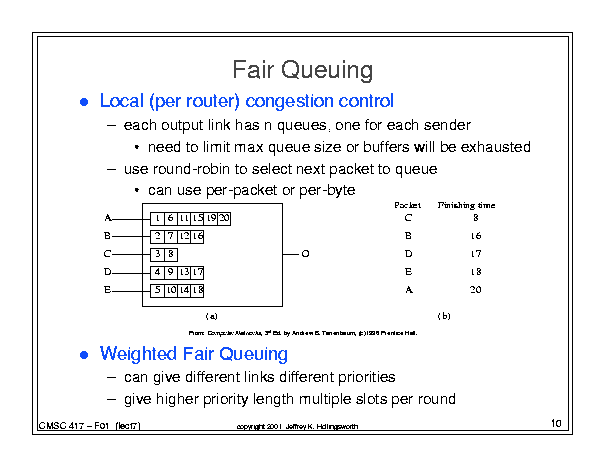 Fair Queuing
● Local (per router) congestion control
– each output link has n queues, one for each sender
• need to limit max queue size or buffers will be exhausted
– use round-robin to select next packet to queue
• can use per-packet or per-byte
Packet Finishing time
A 1 6 11 15 19 20 C 8
B 2 7 12 16 B 16
C 3 8 O D 17
D 4 9 13 17 E 18
E 5 10 14 18 A 20
(a) (b)
From: Computer Networks, 3rd Ed. by Andrew S. Tanenbaum, (c)1996 Prentice Hall.
● Weighted Fair Queuing
– can give different links different priorities
– give higher priority length multiple slots per round
CMSC 417 – F01 (lect7) copyright 2001 Jeffrey K. Hollingsworth 10